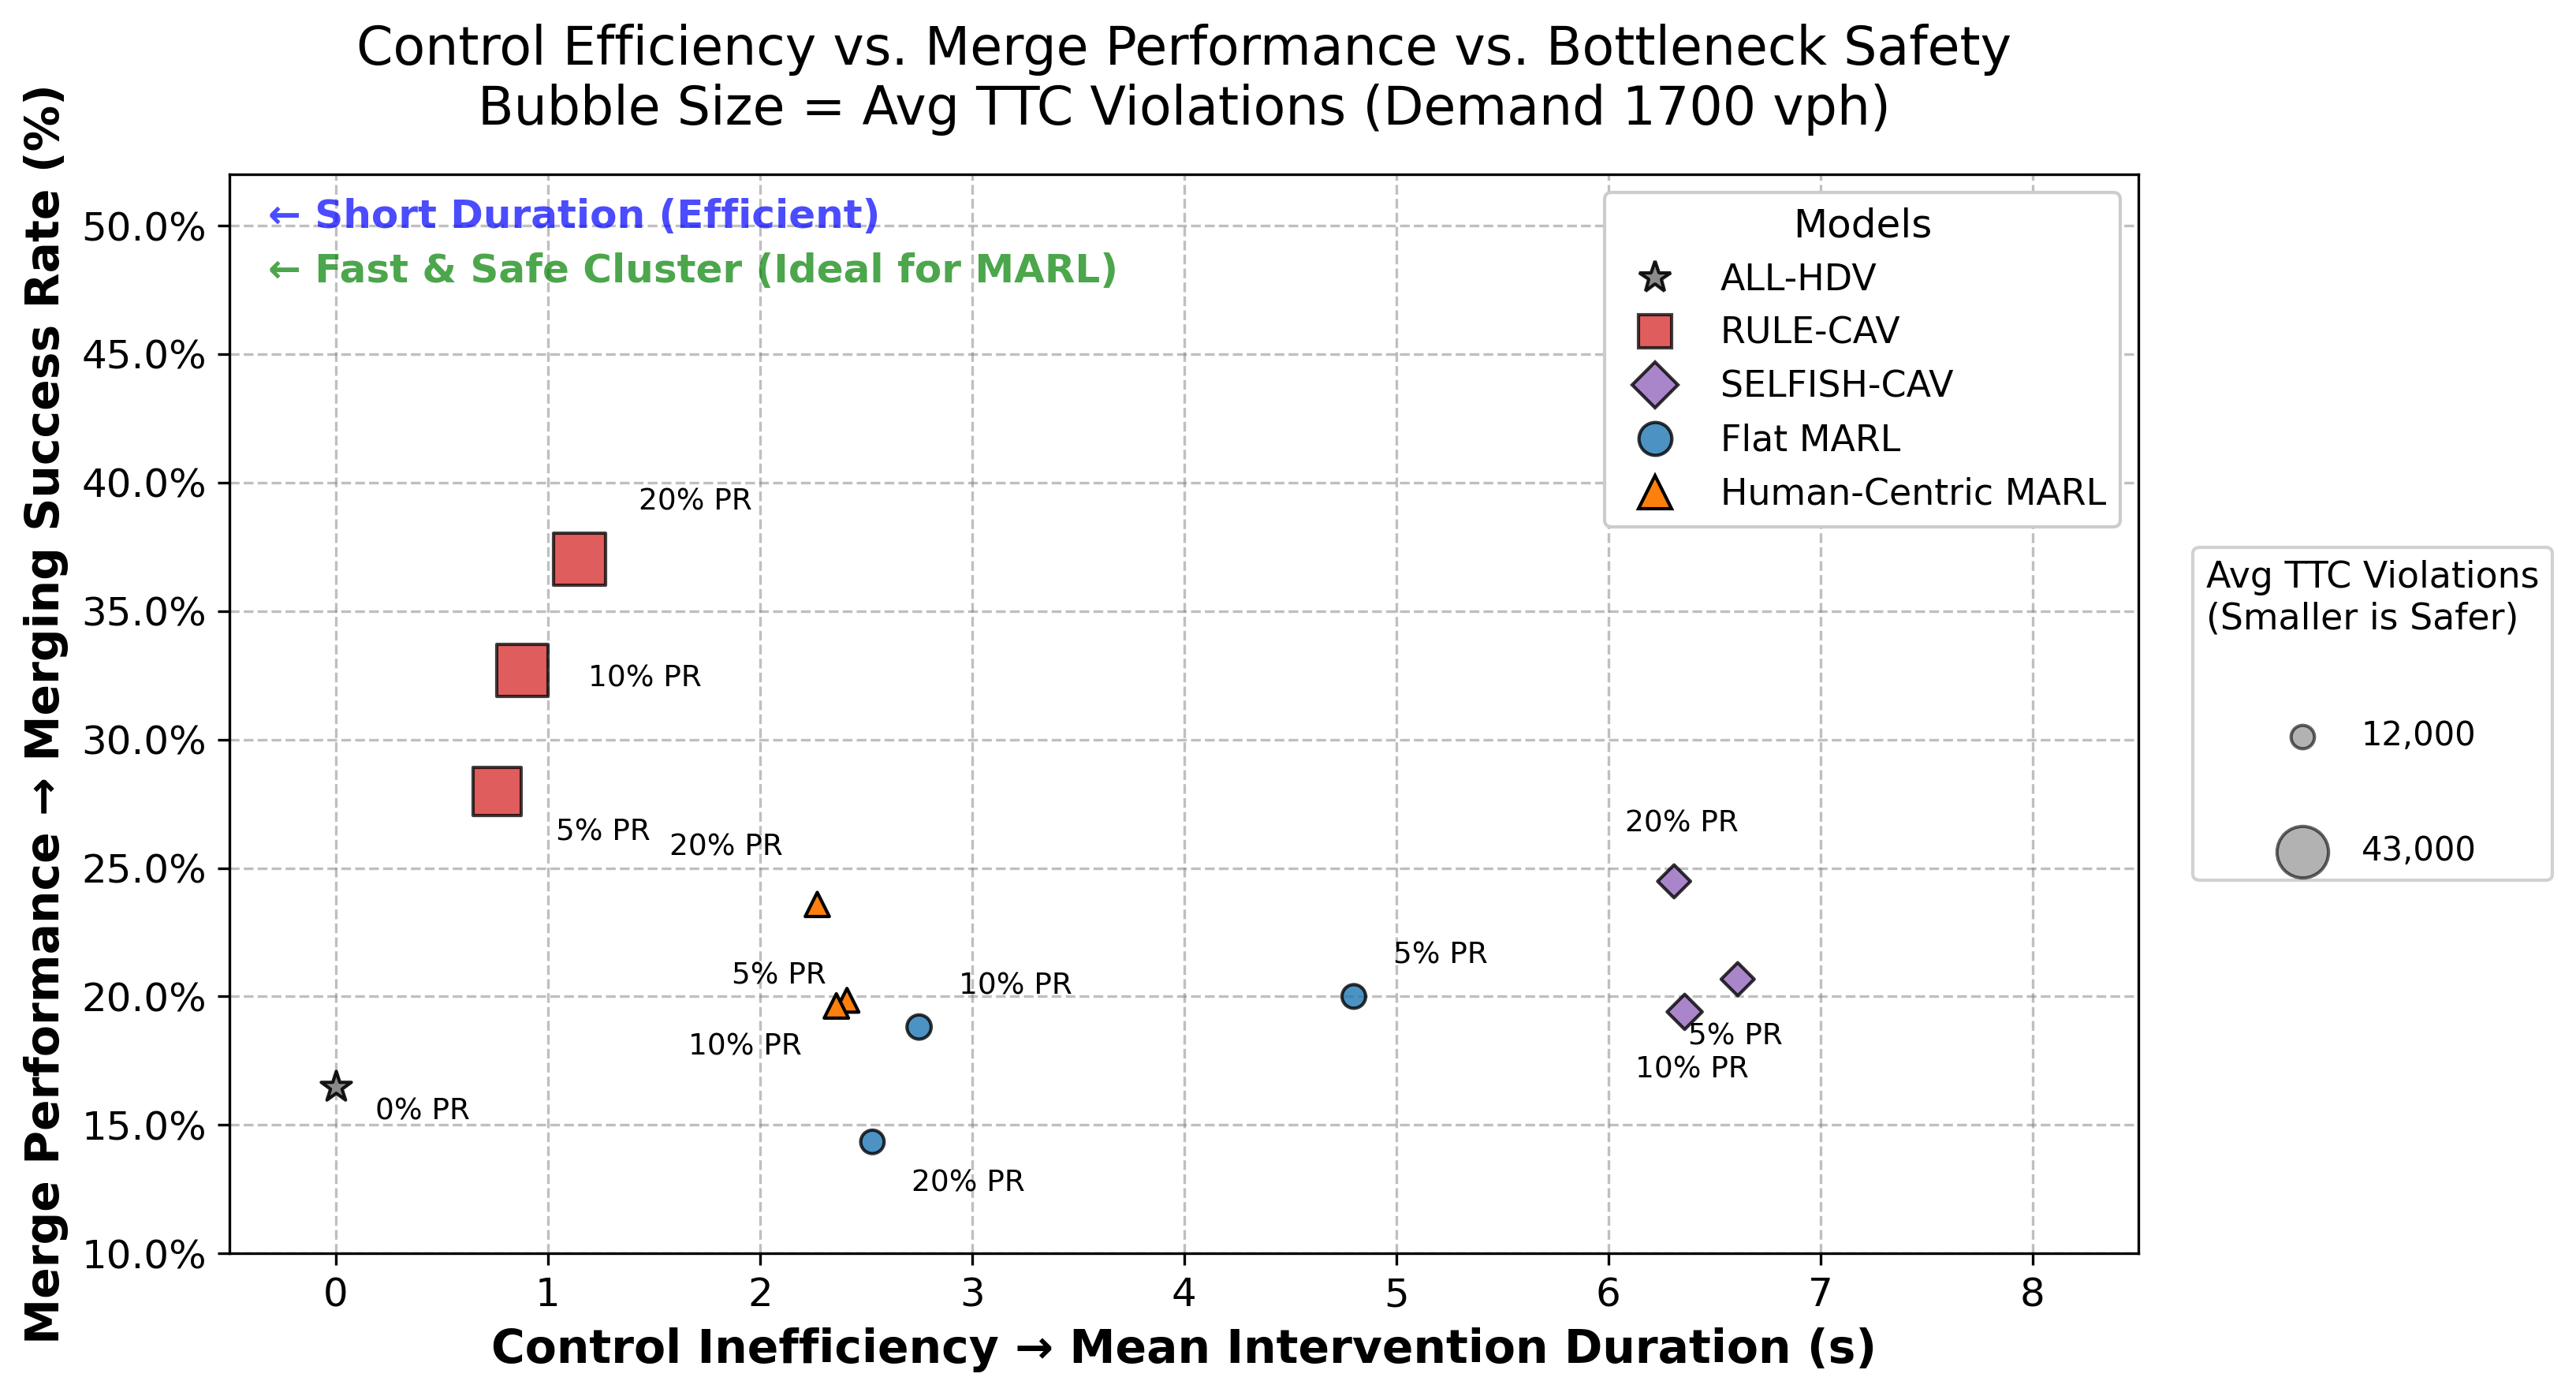 Control Efficiency vs. Merge Performance vs. Bottleneck Safety
Bubble Size = Avg TTC Violations (Demand 1700 vph)
Merge Performance → Merging Success Rate (%)
50.0%
45.0%
40.0%
35.0%
30.0%
25.0%
20.0%
15.0%
10.0%
← Short Duration (Efficient)
← Fast & Safe Cluster (Ideal for MARL)
Models
ALL-HDV
RULE-CAV
SELFISH-CAV
Flat MARL
Human-Centric MARL
20% PR
10% PR
5% PR
20% PR
5% PR
10% PR
10% PR
0% PR
20% PR
5% PR
20% PR
5% PR
10% PR
Avg TTC Violations
(Smaller is Safer)
12,000
43,000
0
1
2
3
4
5
6
7
8
Control Inefficiency → Mean Intervention Duration (s)